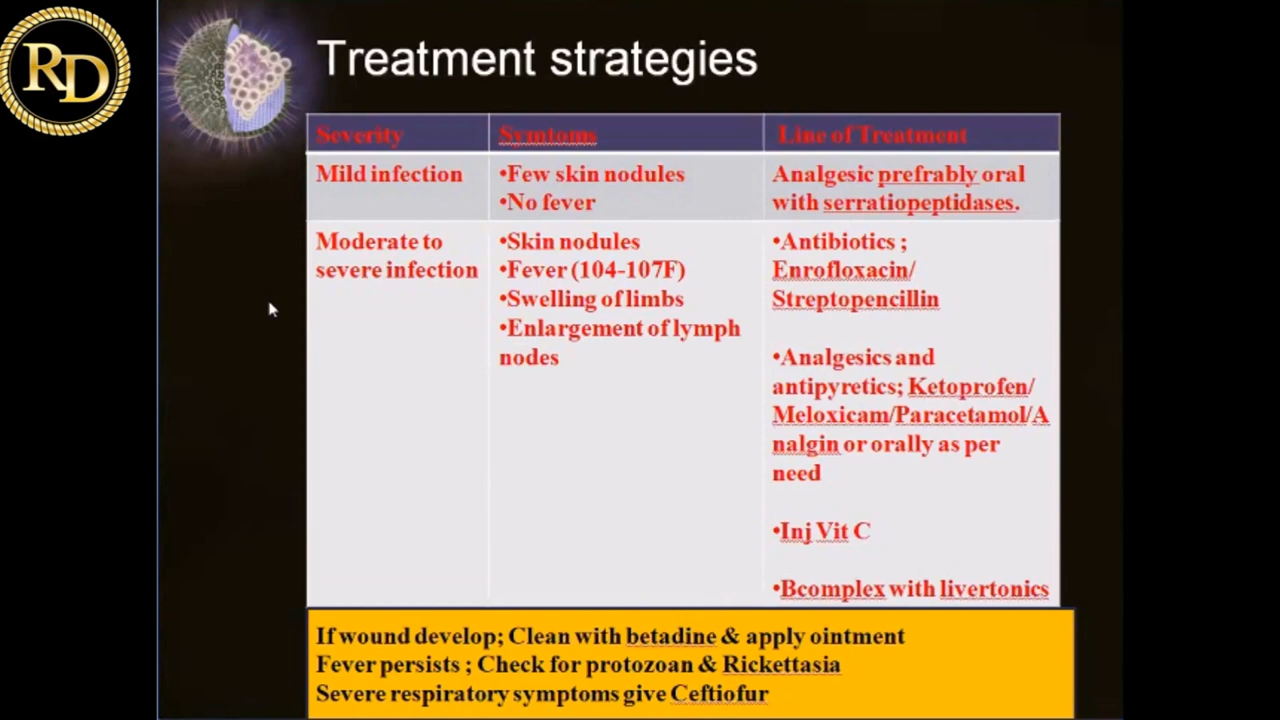 RD
Treatment strategies
Severity Symtoms Line of Treatment
Mild infection
•Few skin nodules
•No fever
Analgesic prefrably oral
with serratiopeptidases.
Moderate to
severe infection
•Skin nodules
•Fever (104-107F)
•Swelling of limbs
•Enlargement of lymph
nodes
•Antibiotics ;
Enrofloxacin/
Streptopencillin
•Analgesics and
antipyretics; Ketoprofen/
Meloxicam/Paracetamol/A
nalgin or orally as per
need
•Inj Vit C
•Bcomplex with livertonics
If wound develop; Clean with betadine & apply ointment
Fever persists ; Check for protozoan & Rickettasia
Severe respiratory symptoms give Ceftiofur